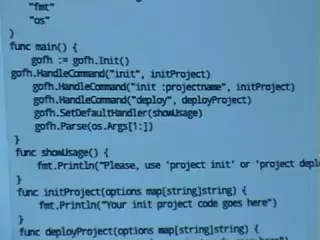 "fmt"
"os"
)
func main() {
gofh := gofh.Init()
gofh.HandleCommand("init", initProject)
gofh.HandleCommand("init :projectname", initProject)
gofh.HandleCommand("deploy", deployProject)
gofh.SetDefaultHandler(showUsage)
gofh.Parse(os.Args[1:])
}
func showUsage() {
fmt.Println("Please, use 'project init' or 'project depl
}
func initProject(options map[string]string) {
fmt.Println("Your init project code goes here")
}
func deployProject(options map[string]string) {